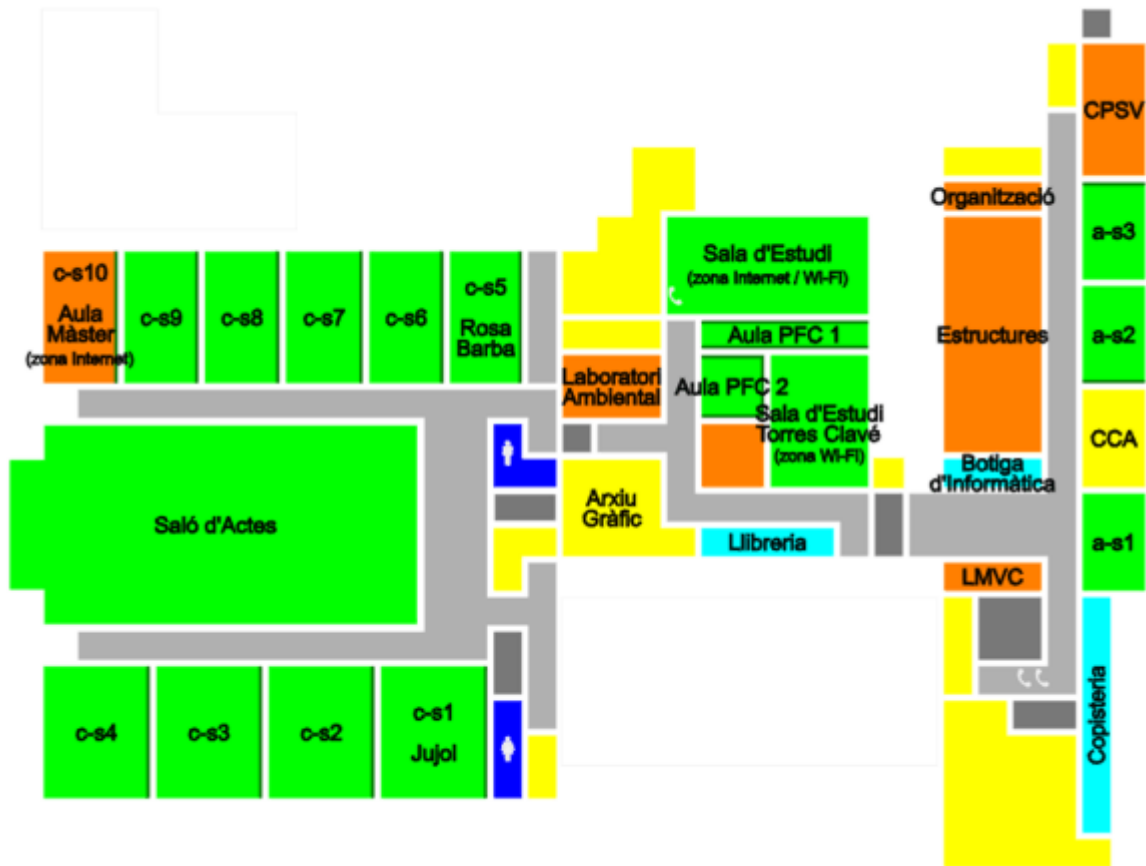 CPSV
Organització
a-s3
Sala d'Estudi
(zona Internet / Wi-Fi)
c-s10
Aula
Màster
(zona Internet)
c-s9
c-s8
c-s7
c-s6
c-s5
Rosa
Barba
Aula PFC 1
Estructures
a-s2
Laboratori
Ambiental
Aula PFC 2
Sala d'Estudi
Torres Clavé
(zona Wi-Fi)
CCA
Botiga
d'Informàtica
Arxiu
Gràfic
Saló d'Actes
Llibreria
a-s1
LMVC
Copisteria
c-s4
c-s3
c-s2
c-s1
Jujol